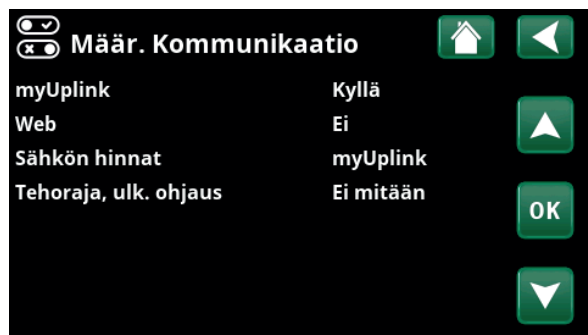 Määr. Kommunikaatio
myUplink Kyllä
Web Ei
Sähkön hinnat myUplink
Tehoraja, ulk. ohjaus Ei mitään
OK